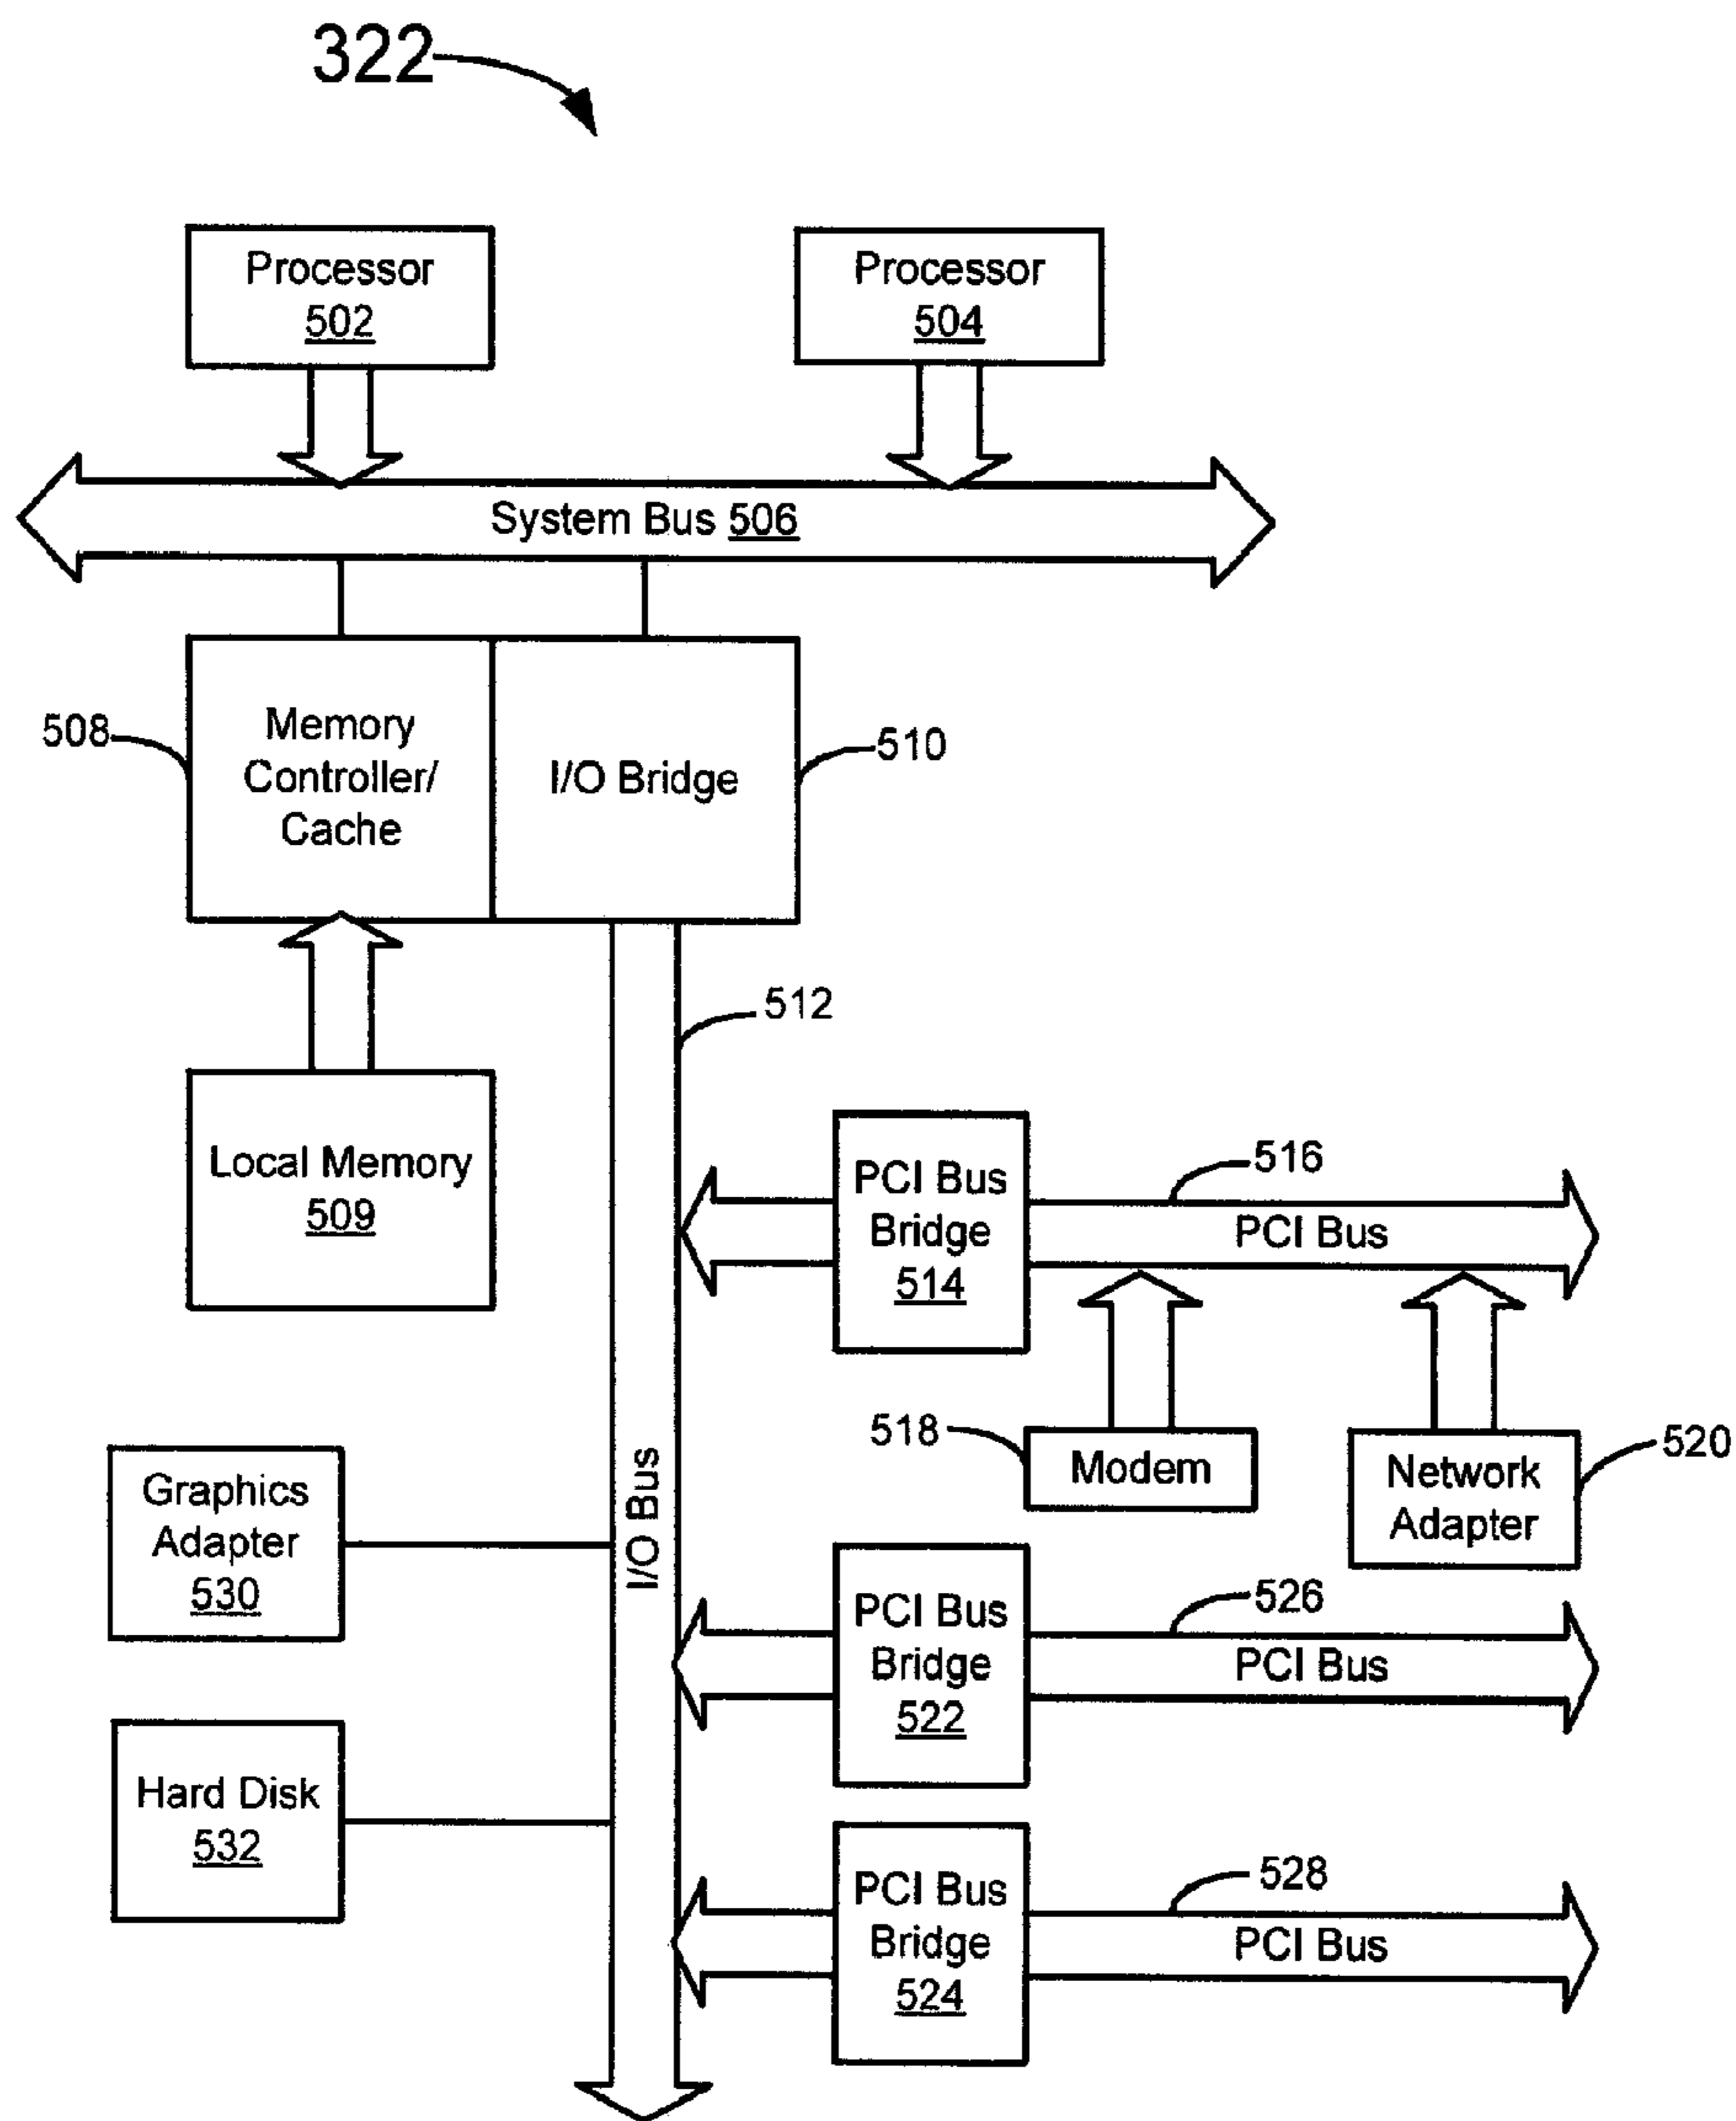 322
Processor
502
Processor
504
System Bus 506
508
Memory
Controller/
Cache
I/O Bridge
510
512
Local Memory
509
PCI Bus
Bridge
514
516
PCI Bus
518
Modem
Network
Adapter
520
Graphics
Adapter
530
I/O Bus
PCI Bus
Bridge
522
526
PCI Bus
Hard Disk
532
PCI Bus
Bridge
524
528
PCI Bus